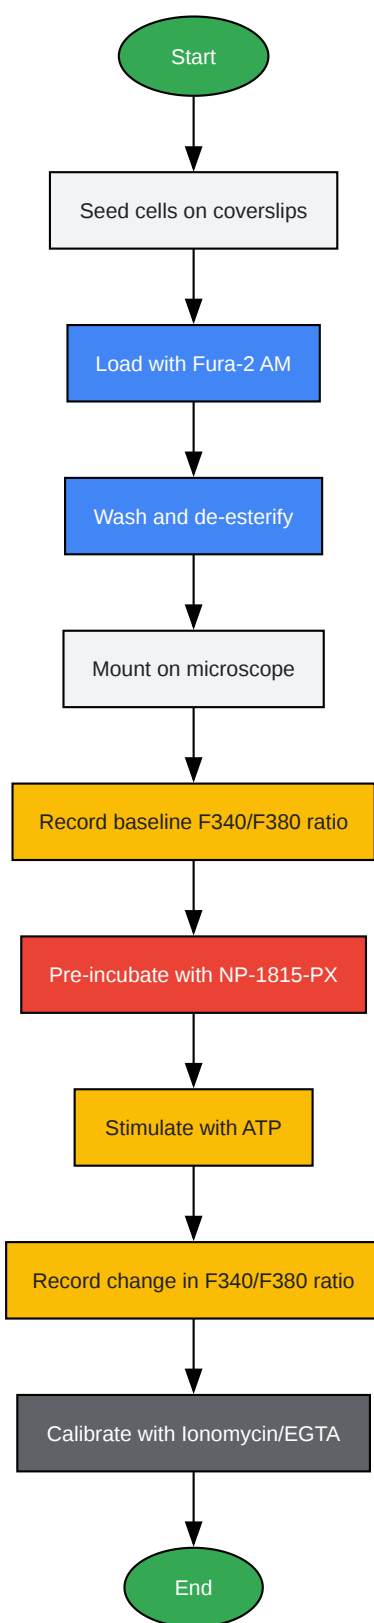 Start
Seed cells on coverslips
Load with Fura-2 AM
Wash and de-esterify
Mount on microscope
Record baseline F340/F380 ratio
Pre-incubate with NP-1815-PX
Stimulate with ATP
Record change in F340/F380 ratio
Calibrate with Ionomycin/EGTA
End